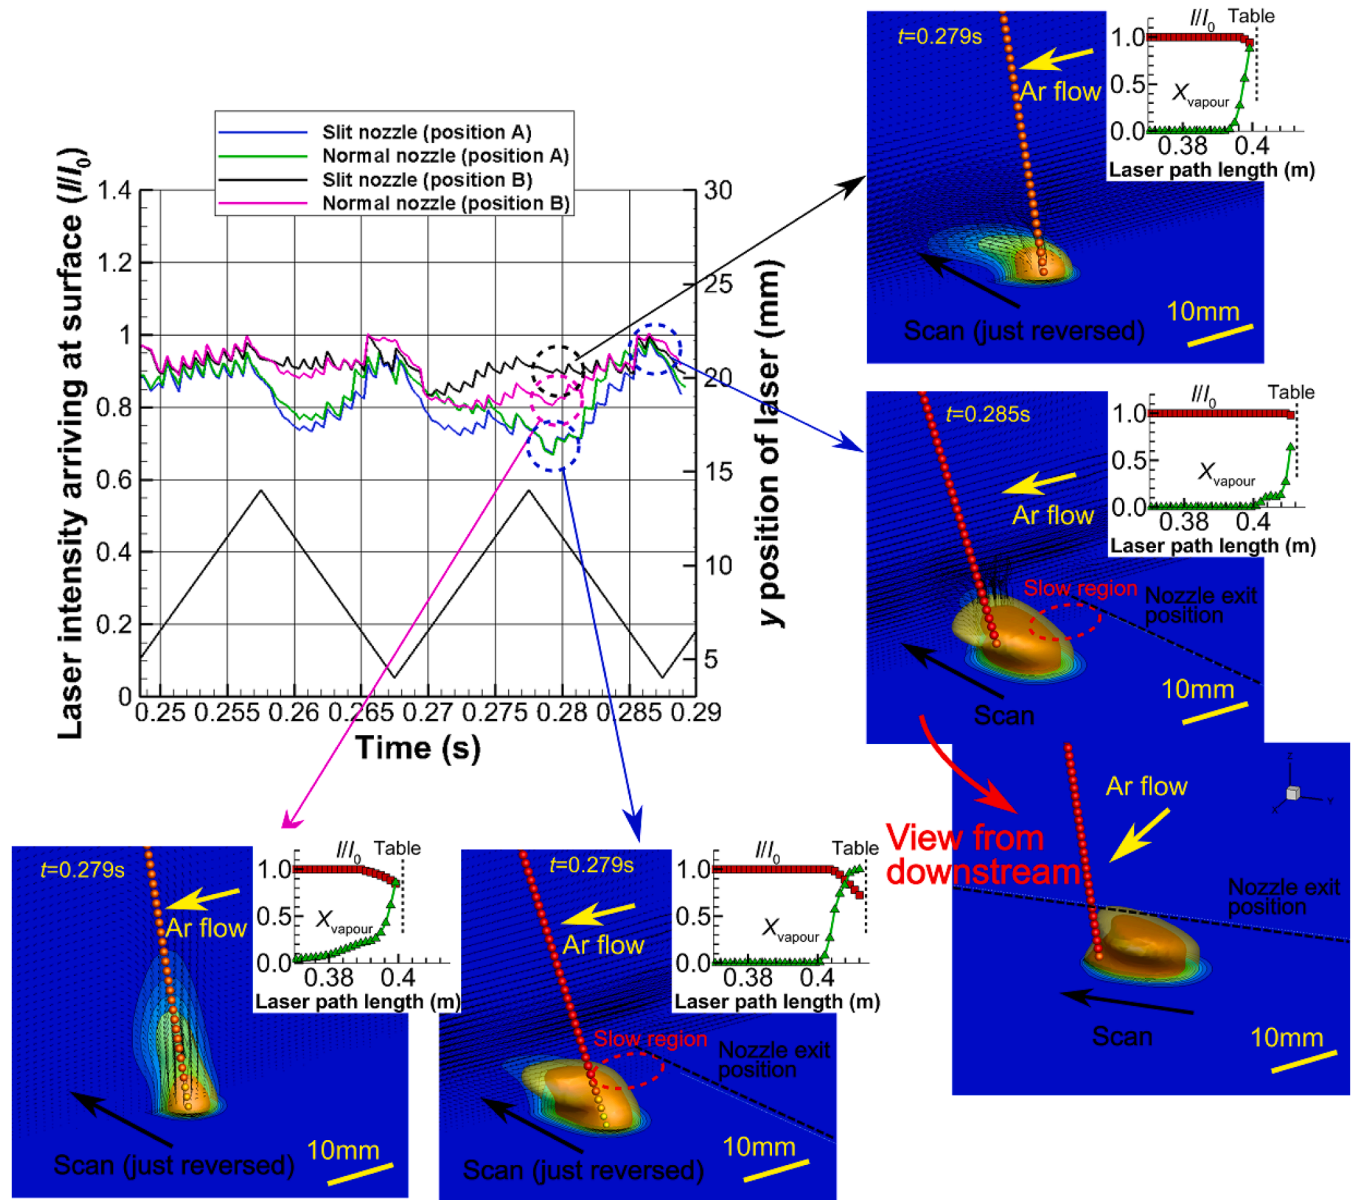 Slit nozzle (position A)
Normal nozzle (position A)
Slit nozzle (position B)
Normal nozzle (position B)
Laser intensity arriving at surface (I/I0)
1.4
1.2
1
0.8
0.6
0.4
0.2
0
30
25
20
15
10
5
y position of laser (mm)
0.25 0.255 0.26 0.265 0.27 0.275 0.28 0.285 0.29
Time (s)
t=0.279s
Ar flow
Scan (just reversed)
10mm
I/I0 Table
1.0
0.5
0.0
Xvapour
0.38 0.4
Laser path length (m)
t=0.285s
Ar flow
Slow region
Nozzle exit
position
Scan
10mm
I/I0 Table
1.0
0.5
0.0
Xvapour
0.38 0.4
Laser path length (m)
View from
downstream
Ar flow
Nozzle exit
position
Scan
10mm
z
X
Y
t=0.279s
Ar flow
Scan (just reversed)
10mm
I/I0 Table
1.0
0.5
0.0
Xvapour
0.38 0.4
Laser path length (m)
t=0.279s
Ar flow
Slow region
Nozzle exit
position
Scan (just reversed)
10mm
I/I0 Table
1.0
0.5
0.0
Xvapour
0.38 0.4
Laser path length (m)